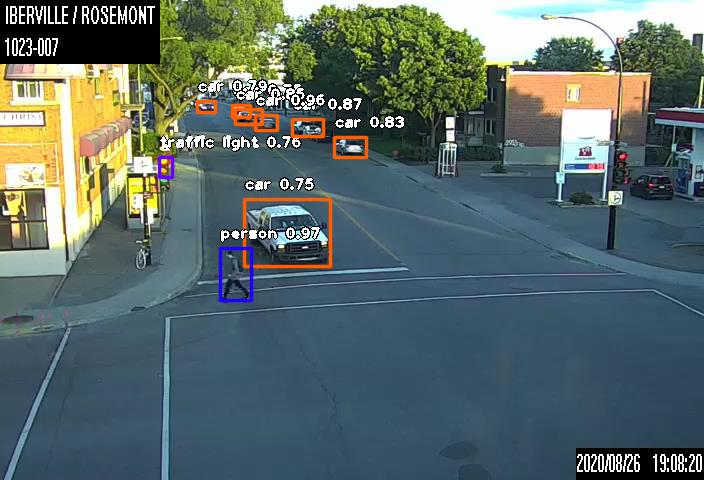 IBERVILLE / ROSEMONT
1023-007
car 0.79
car 0.96
0.87
car 0.83
traffic light 0.76
car 0.75
person 0.97
2020/08/26 19:08:20